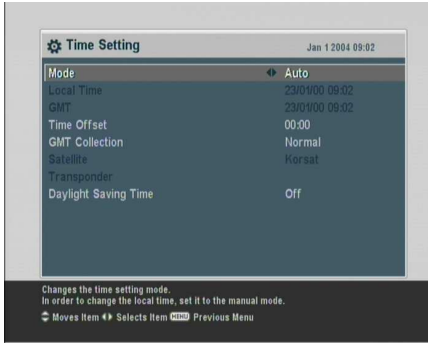 Time Setting Jan 1 2004 09:02
Mode Auto
Local Time 23/01/00 09:02
GMT 23/01/00 09:02
Time Offset 00:00
GMT Collection Normal
Satellite Korsat
Transponder
Daylight Saving Time Off
Changes the time setting mode.
In order to change the local time, set it to the manual mode.
Moves Item Selects Item MENU Previous Menu